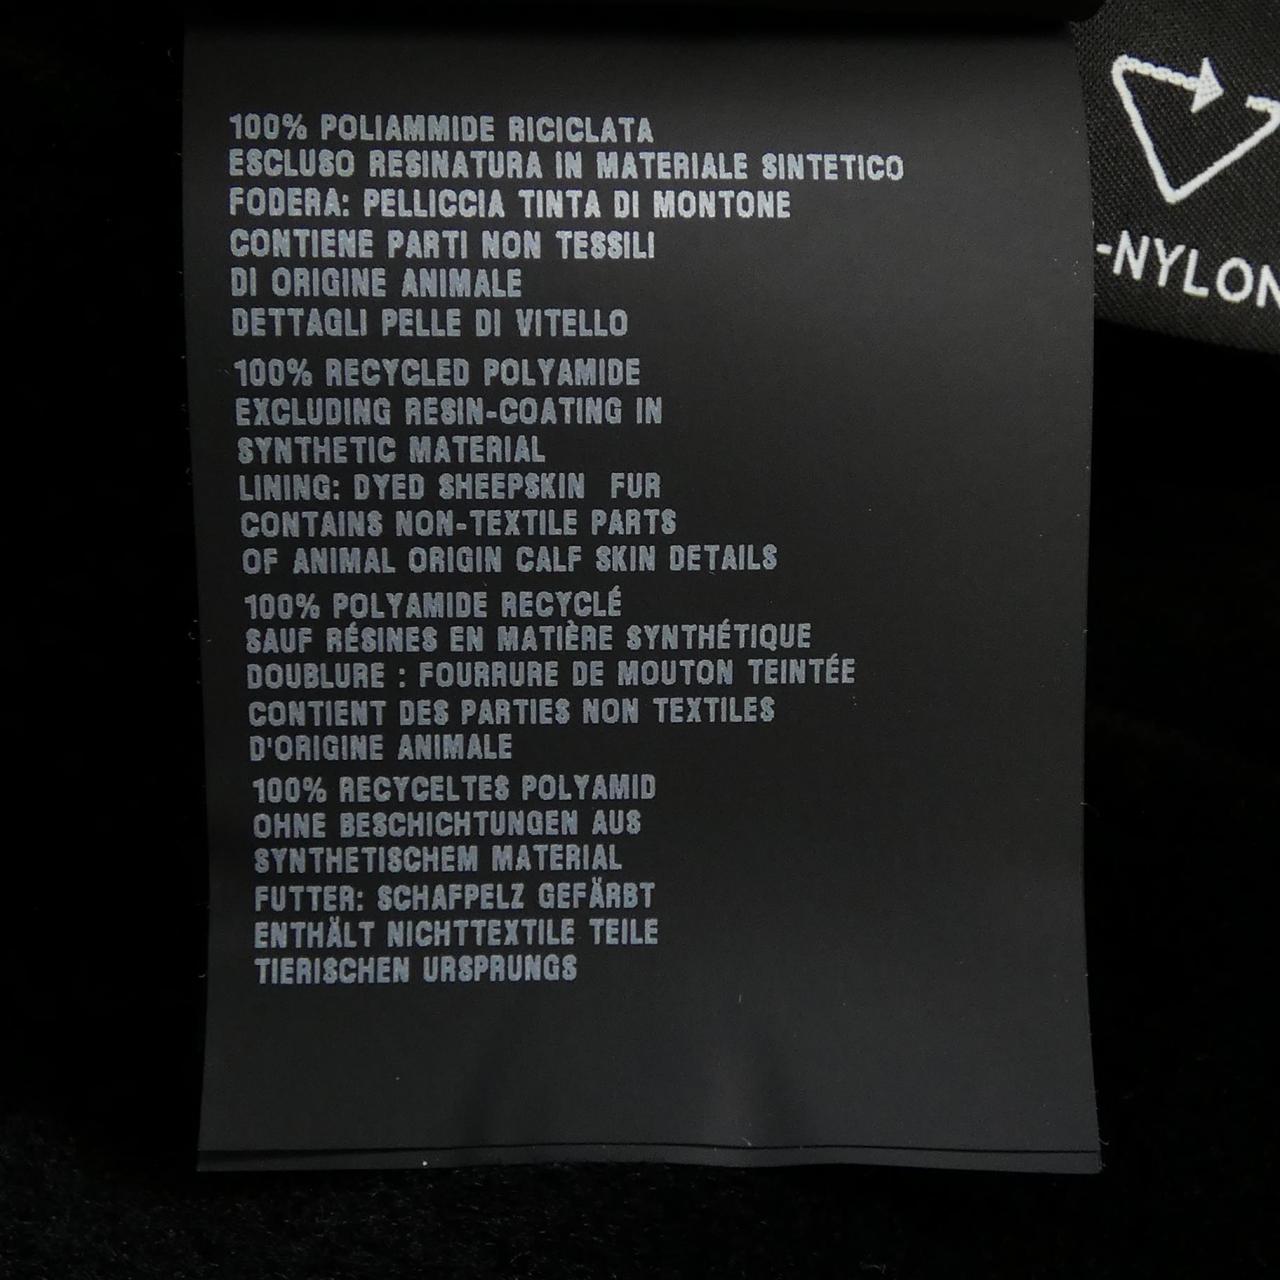 100% POLIAMMIDE RICICLATA
ESCLUSO RESINATURA IN MATERIALE SINTETICO
FODERA: PELLICCIA TINTA DI MONTONE
CONTIENE PARTI NON TESSILI
DI ORIGINE ANIMALE
DETTAGLI PELLE DI VITELLO
100% RECYCLED POLYAMIDE
EXCLUDING RESIN-COATING IN
SYNTHETIC MATERIAL
LINING: DYED SHEEPSKIN FUR
CONTAINS NON-TEXTILE PARTS
OF ANIMAL ORIGIN CALF SKIN DETAILS
100% POLYAMIDE RECYCLÉ
SAUF RÉSINES EN MATIÈRE SYNTHÉTIQUE
DOUBLURE : FOURRURE DE MOUTON TEINTÉE
CONTIENT DES PARTIES NON TEXTILES
D'ORIGINE ANIMALE
100% RECYCELTES POLYAMID
OHNE BESCHICHTUNGEN AUS
SYNTHETISCHEM MATERIAL
FUTTER: SCHAFPELZ GEFÄRBT
ENTHÄLT NICHTTEXTILE TEILE
TIERISCHEN URSPRUNGS
-NYLON